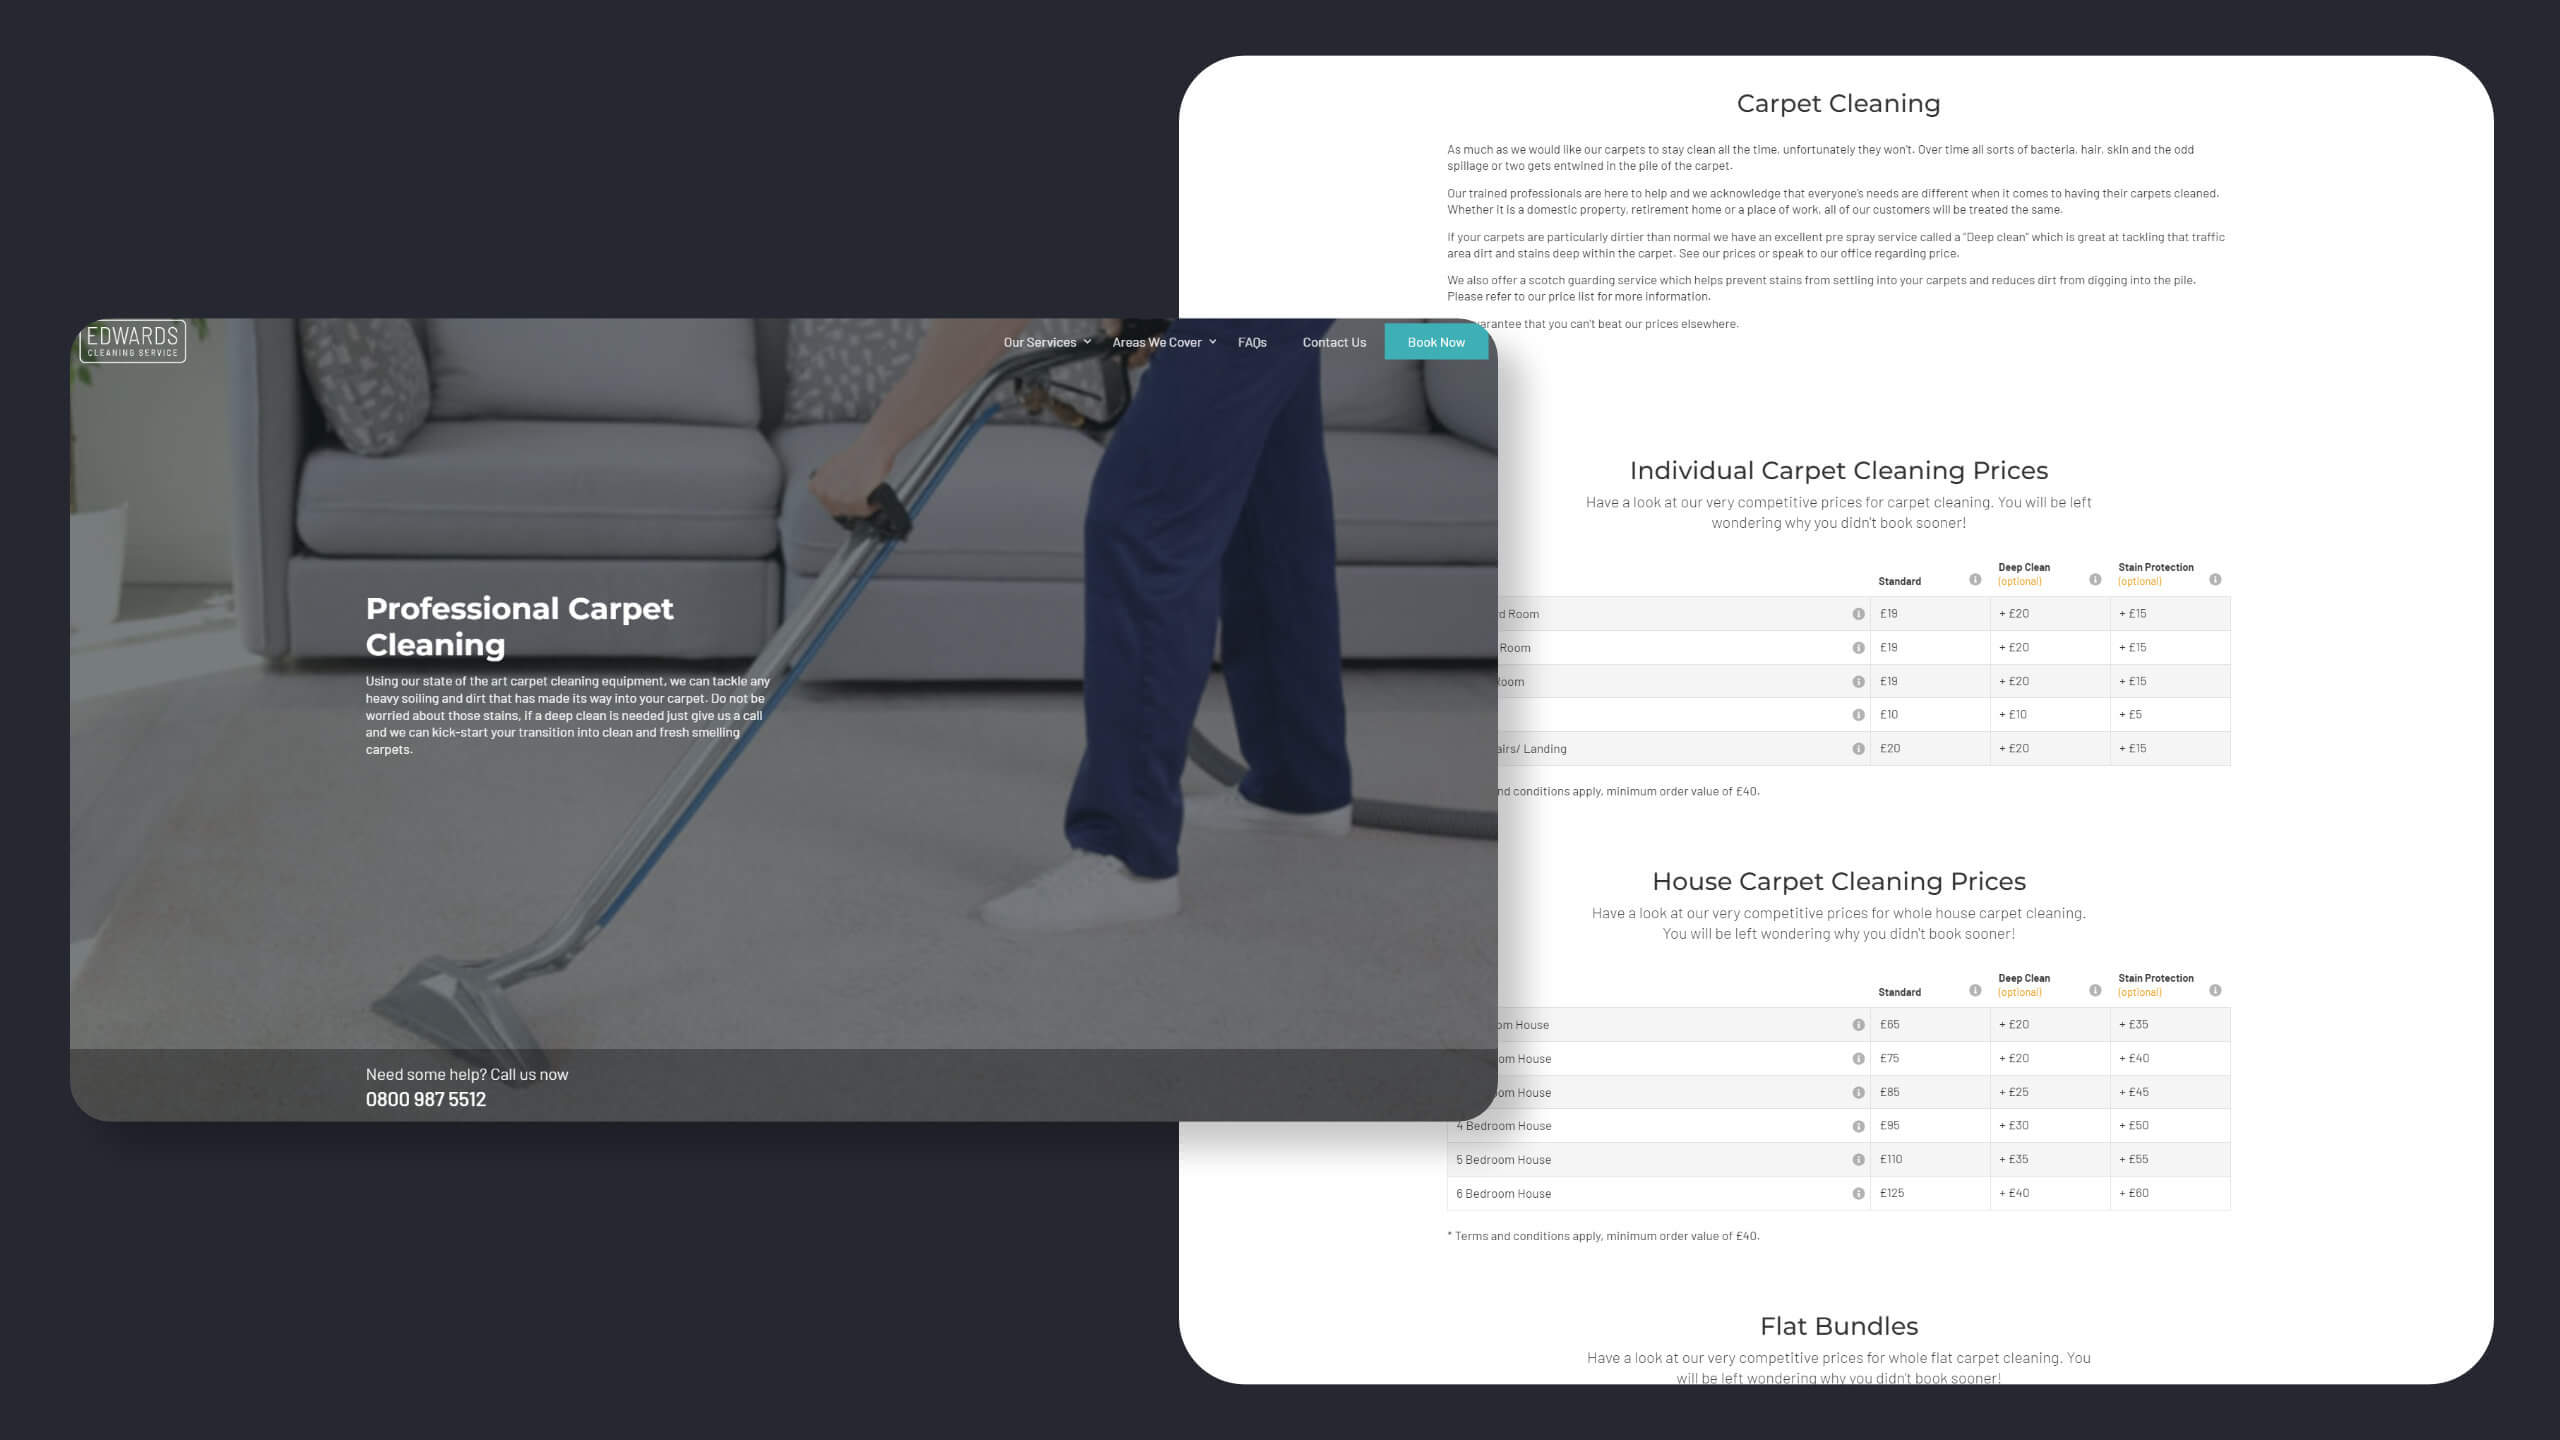 EDWARDS
CLEANING SERVICE
Our Services
Areas We Cover
FAQs
Contact Us
Book Now
Professional Carpet
Cleaning
Using our state of the art carpet cleaning equipment, we can tackle any
heavy soiling and dirt that has made its way into your carpet. Do not be
worried about those stains, if a deep clean is needed just give us a call
and we can kick-start your transition into clean and fresh smelling
carpets.
Need some help? Call us now
0800 987 5512
Carpet Cleaning
As much as we would like our carpets to stay clean all the time, unfortunately they won't. Over time all sorts of bacteria, hair, skin and the odd
spillage or two gets entwined in the pile of the carpet.
Our trained professionals are here to help and we acknowledge that everyone's needs are different when it comes to having their carpets cleaned.
Whether it is a domestic property, retirement home or a place of work, all of our customers will be treated the same.
If your carpets are particularly dirtier than normal we have an excellent pre spray service called a "Deep clean" which is great at tackling that traffic
area dirt and stains deep within the carpet. See our prices or speak to our office regarding price.
We also offer a scotch guarding service which helps prevent stains from settling into your carpets and reduces dirt from digging into the pile.
Please refer to our price list for more information.
that you can't beat our prices elsewhere.
Individual Carpet Cleaning Prices
Have a look at our very competitive prices for carpet cleaning. You will be left
wondering why you didn't book sooner!
Standard Deep Clean (optional) Stain Protection (optional)
Room £19 + £20 + £15
Room £19 + £20 + £15
Room £19 + £20 + £15
£10 + £10 + £5
/ Landing £20 + £20 + £15
conditions apply, minimum order value of £40.
House Carpet Cleaning Prices
Have a look at our very competitive prices for whole house carpet cleaning.
You will be left wondering why you didn't book sooner!
Standard Deep Clean (optional) Stain Protection (optional)
House £65 + £20 + £35
House £75 + £20 + £40
House £85 + £25 + £45
4 Bedroom House £95 + £30 + £50
5 Bedroom House £110 + £35 + £55
6 Bedroom House £125 + £40 + £60
* Terms and conditions apply, minimum order value of £40.
Flat Bundles
Have a look at our very competitive prices for whole flat carpet cleaning. You
will be left wondering why you didn't book sooner!